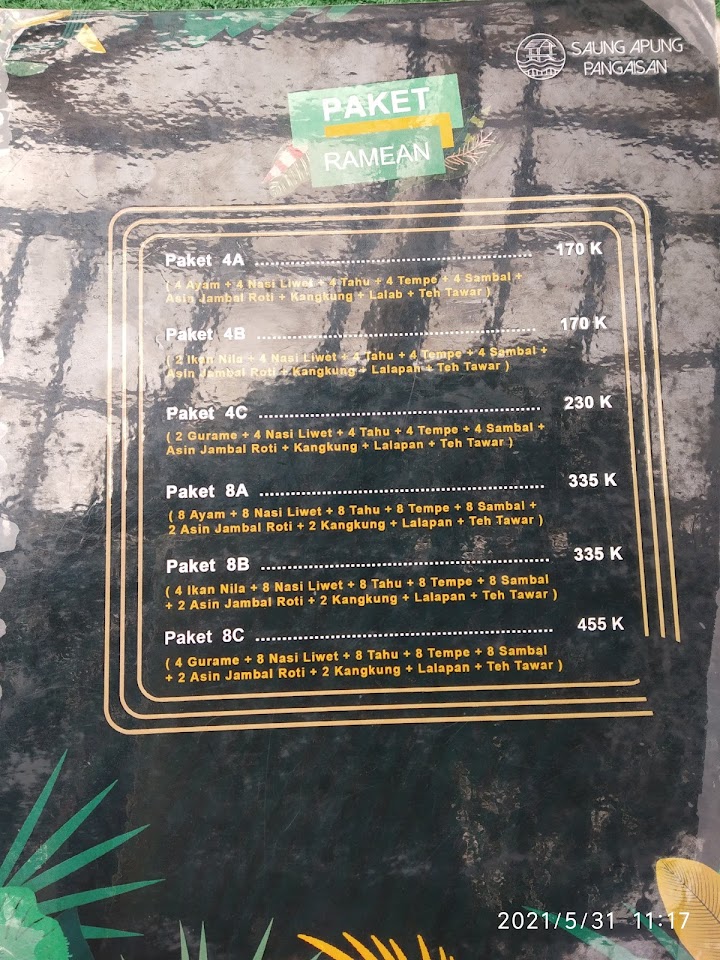 SAUNG APUNG
PANGAISAN
PAKET
RAMEAN
Paket 4A ........................................................ 170 K
( 4 Ayam + 4 Nasi Liwet + 4 Tahu + 4 Tempe + 4 Sambal +
Asin Jambal Roti + Kangkung + Lalab + Teh Tawar )
Paket 4B ........................................................ 170 K
( 2 Ikan Nila + 4 Nasi Liwet + 4 Tahu + 4 Tempe + 4 Sambal +
Asin Jambal Roti + Kangkung + Lalapan + Teh Tawar )
Paket 4C ........................................................ 230 K
( 2 Gurame + 4 Nasi Liwet + 4 Tahu + 4 Tempe + 4 Sambal +
Asin Jambal Roti + Kangkung + Lalapan + Teh Tawar )
Paket 8A ........................................................ 335 K
( 8 Ayam + 8 Nasi Liwet + 8 Tahu + 8 Tempe + 8 Sambal +
2 Asin Jambal Roti + 2 Kangkung + Lalapan + Teh Tawar )
Paket 8B ........................................................ 335 K
( 4 Ikan Nila + 8 Nasi Liwet + 8 Tahu + 8 Tempe + 8 Sambal
+ 2 Asin Jambal Roti + 2 Kangkung + Lalapan + Teh Tawar )
Paket 8C ........................................................ 455 K
( 4 Gurame + 8 Nasi Liwet + 8 Tahu + 8 Tempe + 8 Sambal
+ 2 Asin Jambal Roti + 2 Kangkung + Lalapan + Teh Tawar )
2021/5/31 11:17